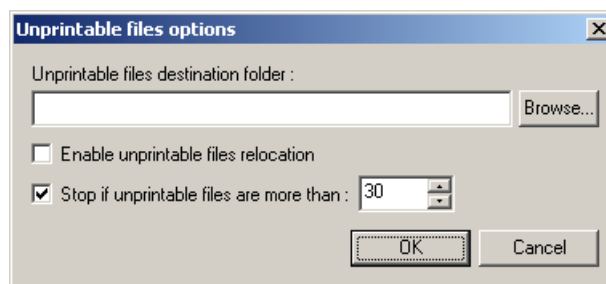 Unprintable files options
Unprintable files destination folder :
Browse...
Enable unprintable files relocation
Stop if unprintable files are more than : 30
OK Cancel